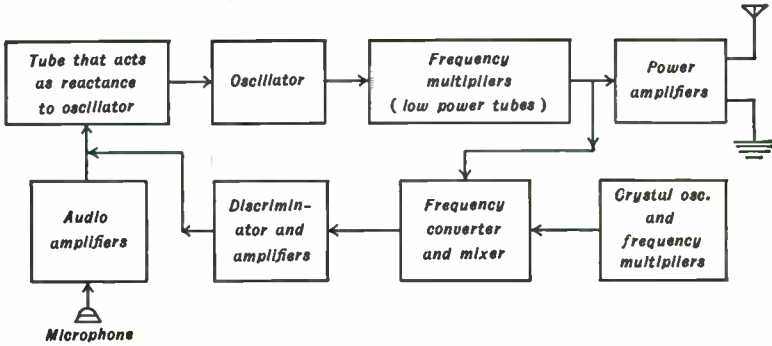 Tube that acts
as reactance
to oscillator
Oscillator
Frequency
multipliers
( low power tubes )
Power
amplifiers
Audio
amplifiers
Discrimin-
ator and
amplifiers
Frequency
converter
and mixer
Crystal osc.
and
frequency
multipliers
Microphone